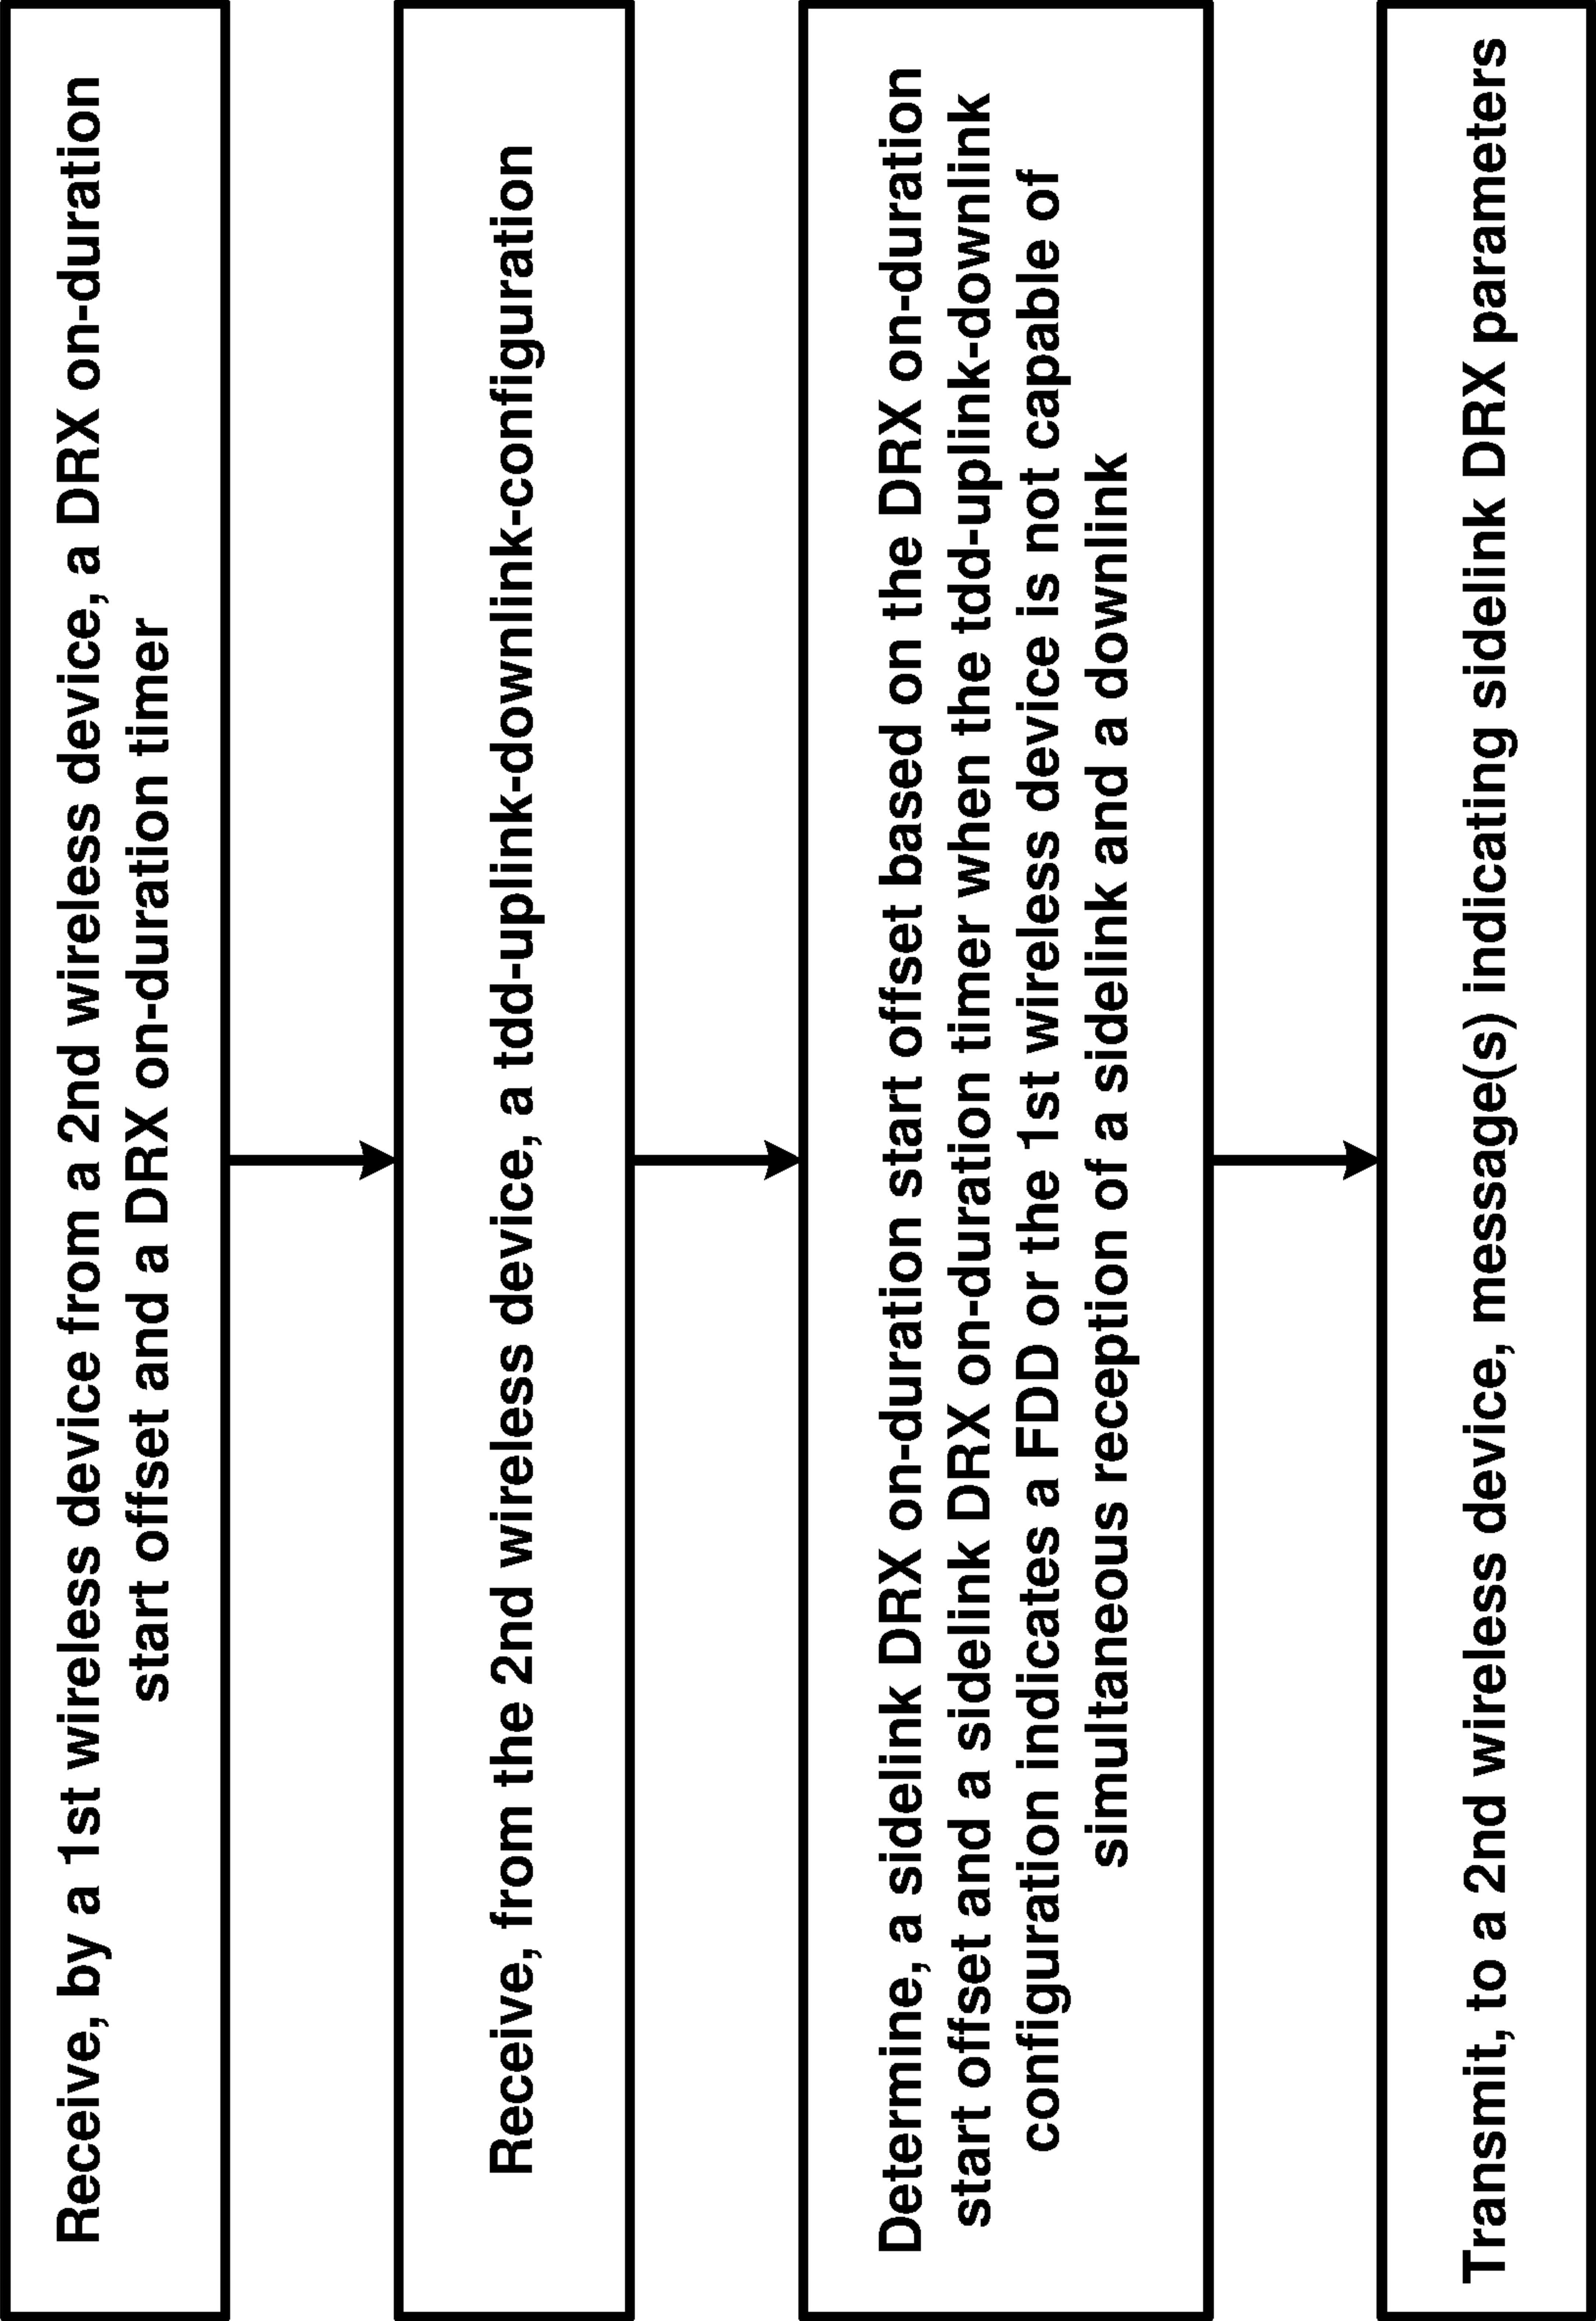 Receive, by a 1st wireless device from a 2nd wireless device, a DRX on-duration
start offset and a DRX on-duration timer
Receive, from the 2nd wireless device, a tdd-uplink-downlink-configuration
Determine, a sidelink DRX on-duration start offset based on the DRX on-duration
start offset and a sidelink DRX on-duration timer when the tdd-uplink-downlink
configuration indicates a FDD or the 1st wireless device is not capable of
simultaneous reception of a sidelink and a downlink
Transmit, to a 2nd wireless device, message(s) indicating sidelink DRX parameters